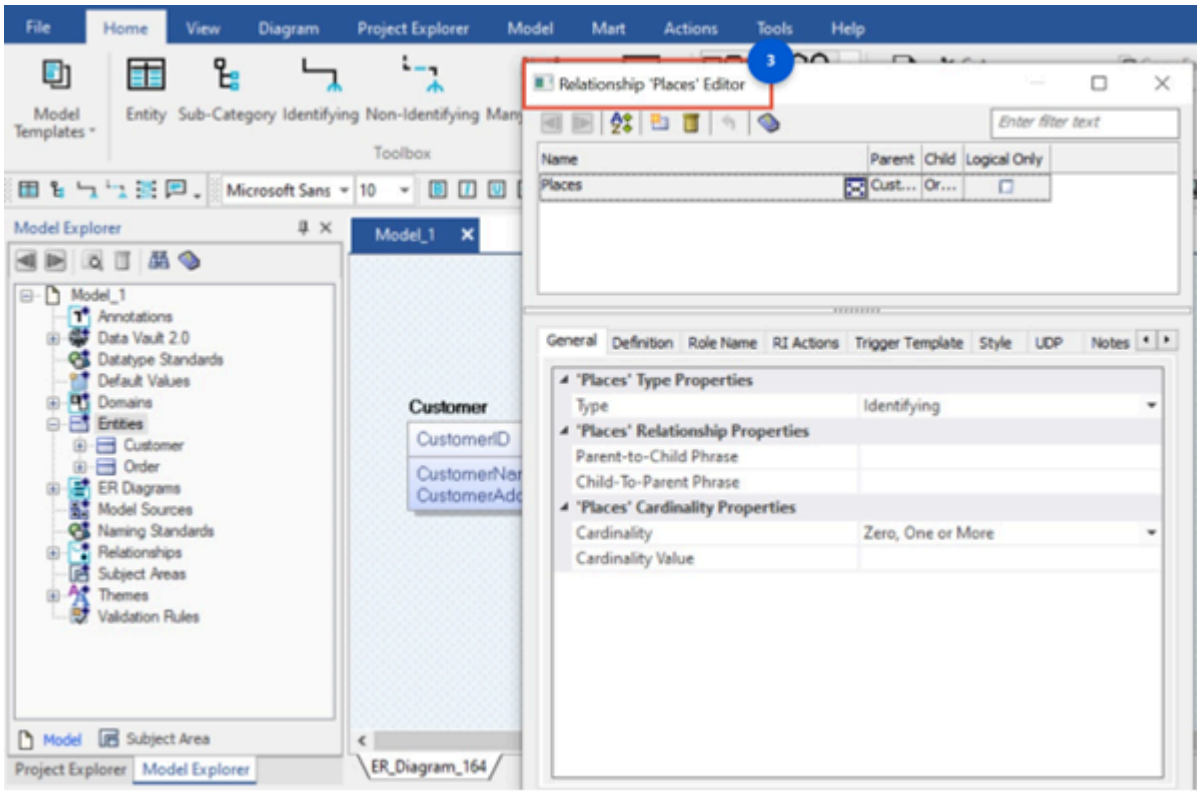 File Home View Diagram Project Explorer Model Mart Actions Tools Help
3
Model Templates
Entity Sub-Category Identifying Non-Identifying Many
Toolbox
Microsoft Sans 10
Model Explorer
Model_1
Annotations
Data Vault 2.0
Datatype Standards
Default Values
Domains
Entities
Customer
Order
ER Diagrams
Model Sources
Naming Standards
Relationships
Subject Areas
Themes
Validation Rules
Model Subject Area
Project Explorer Model Explorer
Model_1
Customer
CustomerID
CustomerNar
CustomerAdd
ER_Diagram_164
Relationship 'Places' Editor
Enter filter text
Name Parent Child Logical Only
Places Cust... Or...
General Definition Role Name RI Actions Trigger Template Style UDP Notes
'Places' Type Properties
Type Identifying
'Places' Relationship Properties
Parent-to-Child Phrase
Child-To-Parent Phrase
'Places' Cardinality Properties
Cardinality Zero, One or More
Cardinality Value